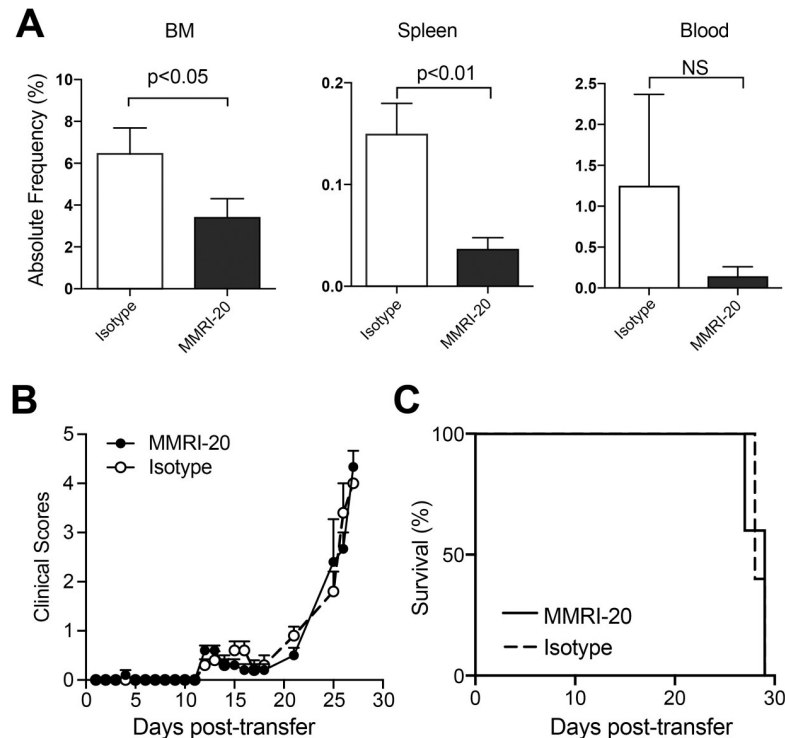 A
BM
Spleen
Blood
Absolute Frequency (%)
10
8
6
4
2
0
p<0.05
Isotype
MMRI-20
0.2
0.1
0.0
p<0.01
Isotype
MMRI-20
2.5
2.0
1.5
1.0
0.5
0.0
NS
Isotype
MMRI-20
B
Clinical Scores
5
4
3
2
1
0
MMRI-20
Isotype
0 5 10 15 20 25 30
Days post-transfer
C
Survival (%)
100
50
0
MMRI-20
Isotype
0 10 20 30
Days post-transfer